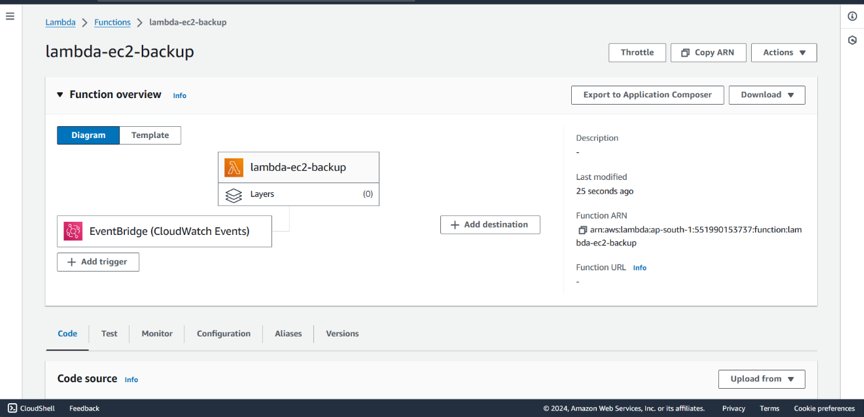 Lambda > Functions > lambda-ec2-backup
lambda-ec2-backup
Throttle
Copy ARN
Actions
Function overview Info
Export to Application Composer
Download
Diagram
Template
lambda-ec2-backup
Layers (0)
EventBridge (CloudWatch Events)
+ Add destination
+ Add trigger
Description
-
Last modified
25 seconds ago
Function ARN
arn:aws:lambda:ap-south-1:551990153737:function:lam
bda-ec2-backup
Function URL Info
-
Code
Test
Monitor
Configuration
Aliases
Versions
Code source Info
Upload from
CloudShell Feedback © 2024, Amazon Web Services, Inc. or its affiliates. Privacy Terms Cookie preferences